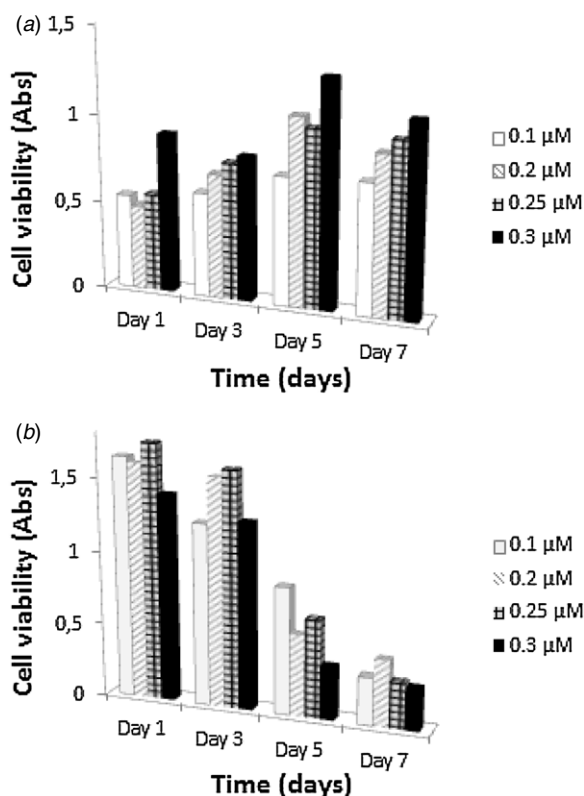 (a)
1,5
1
0,5
0
Cell viability (Abs)
Day 1
Day 3
Day 5
Day 7
Time (days)
0.1 μM
0.2 μM
0.25 μM
0.3 μM
(b)
1,5
1
0,5
0
Cell viability (Abs)
Day 1
Day 3
Day 5
Day 7
Time (days)
0.1 μM
0.2 μM
0.25 μM
0.3 μM